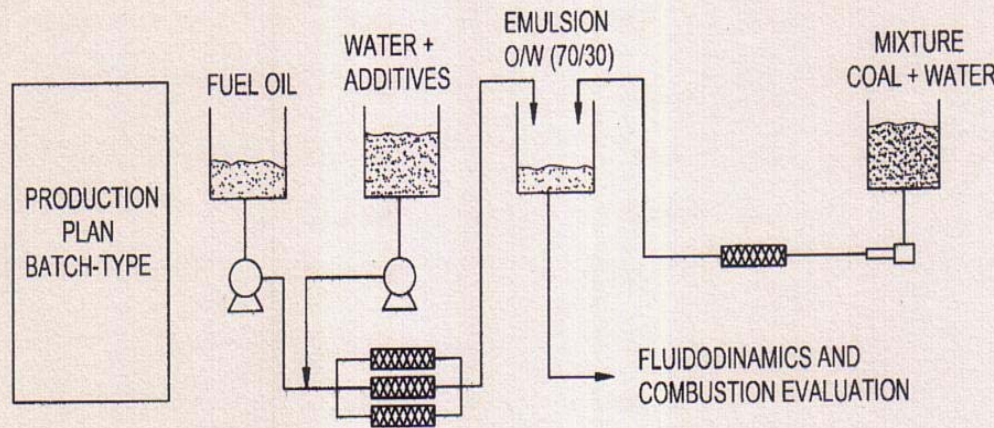 PRODUCTION
PLAN
BATCH-TYPE
FUEL OIL
WATER +
ADDITIVES
EMULSION
O/W (70/30)
MIXTURE
COAL + WATER
FLUIDODINAMICS AND
COMBUSTION EVALUATION